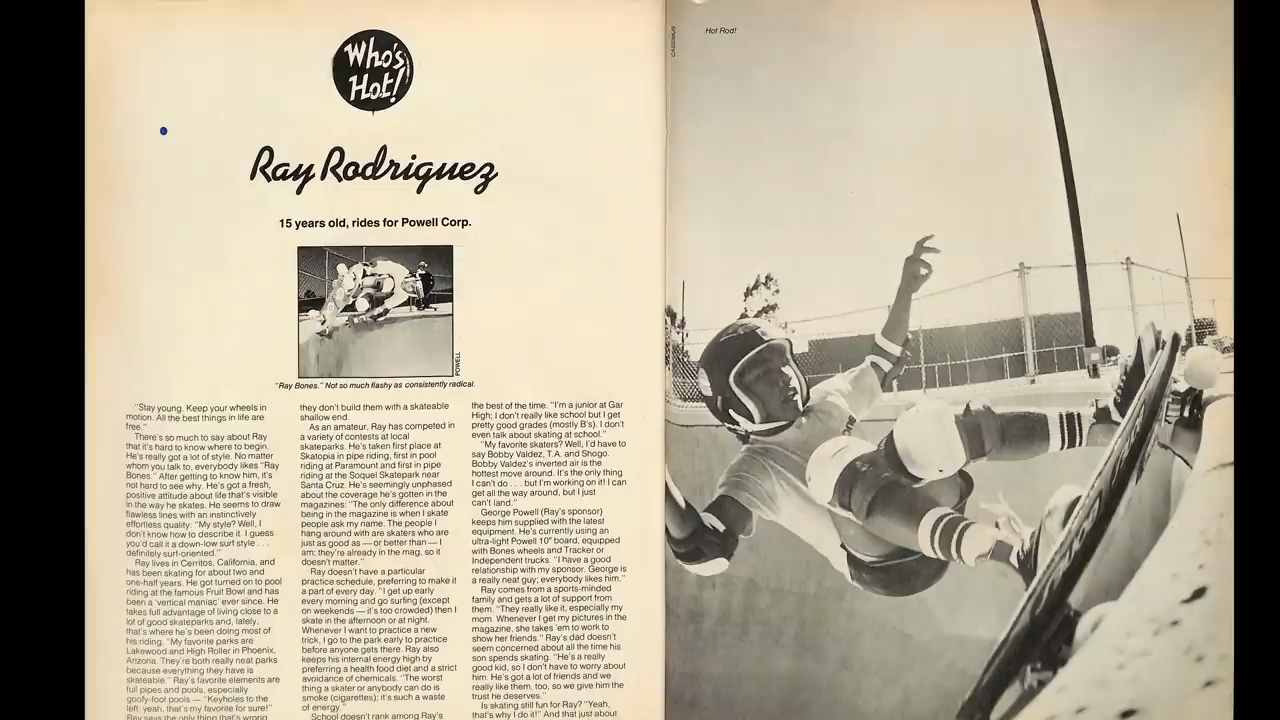 Who's
Hot!
Ray Rodriguez
15 years old, rides for Powell Corp.
POWELL
"Ray Bones." Not so much flashy as consistently radical.
"Stay young. Keep your wheels in
motion. All the best things in life are
free."
There's so much to say about Ray
that it's hard to know where to begin.
He's really got a lot of style. No matter
whom you talk to, everybody likes "Ray
Bones." After getting to know him, it's
not hard to see why. He's got a fresh,
positive attitude about life that's visible
in the way he skates. He seems to draw
flawless lines with an instinctively
effortless quality. "My style? Well, I
don't know how to describe it. I guess
you'd call it a down-low surf style . . .
definitely surf-oriented."
Ray lives in Cerritos, California, and
has been skating for about two and
one-half years. He got turned on to pool
riding at the famous Fruit Bowl and has
been a 'vertical maniac' ever since. He
takes full advantage of living close to a
lot of good skateparks and, lately,
that's where he's been doing most of
his riding. "My favorite parks are
Lakewood and High Roller in Phoenix,
Arizona. They're both really neat parks
because everything they have is
skateable." Ray's favorite elements are
full pipes and pools, especially
goofy-foot pools — "Keyholes to the
left, yeah, that's my favorite for sure!"
Ray says the only thing that's wrong
they don't build them with a skateable
shallow end.
As an amateur, Ray has competed in
a variety of contests at local
skateparks. He's taken first place at
Skatopia in pipe riding, first in pool
riding at Paramount and first in pipe
riding at the Soquel Skatepark near
Santa Cruz. He's seemingly unphased
about the coverage he's gotten in the
magazines: "The only difference about
being in the magazine is when I skate
people ask my name. The people I
hang around with are skaters who are
just as good as — or better than — I
am; they're already in the mag, so it
doesn't matter."
Ray doesn't have a particular
practice schedule, preferring to make it
a part of every day. "I get up early
every morning and go surfing (except
on weekends — it's too crowded) then I
skate in the afternoon or at night.
Whenever I want to practice a new
trick, I go to the park early to practice
before anyone gets there. Ray also
keeps his internal energy high by
preferring a health food diet and a strict
avoidance of chemicals. "The worst
thing a skater or anybody can do is
smoke (cigarettes); it's such a waste
of energy."
School doesn't rank among Ray's
the best of the time. "I'm a junior at Gar
High; I don't really like school but I get
pretty good grades (mostly B's). I don't
even talk about skating at school."
"My favorite skaters? Well, I'd have to
say Bobby Valdez, T.A. and Shogo.
Bobby Valdez's inverted air is the
hottest move around. It's the only thing
I can't do . . . but I'm working on it! I can
get all the way around, but I just
can't land."
George Powell (Ray's sponsor)
keeps him supplied with the latest
equipment. He's currently using an
ultra-light Powell 10" board, equipped
with Bones wheels and Tracker or
Independent trucks. "I have a good
relationship with my sponsor. George is
a really neat guy; everybody likes him."
Ray comes from a sports-minded
family and gets a lot of support from
them. "They really like it, especially my
mom. Whenever I get my pictures in the
magazine, she takes 'em to work to
show her friends." Ray's dad doesn't
seem concerned about all the time his
son spends skating. "He's a really
good kid, so I don't have to worry about
him. He's got a lot of friends and we
really like them, too, so we give him the
trust he deserves."
Is skating still fun for Ray? "Yeah,
that's why I do it!" And that just about
CASSIMUS
Hot Rod!